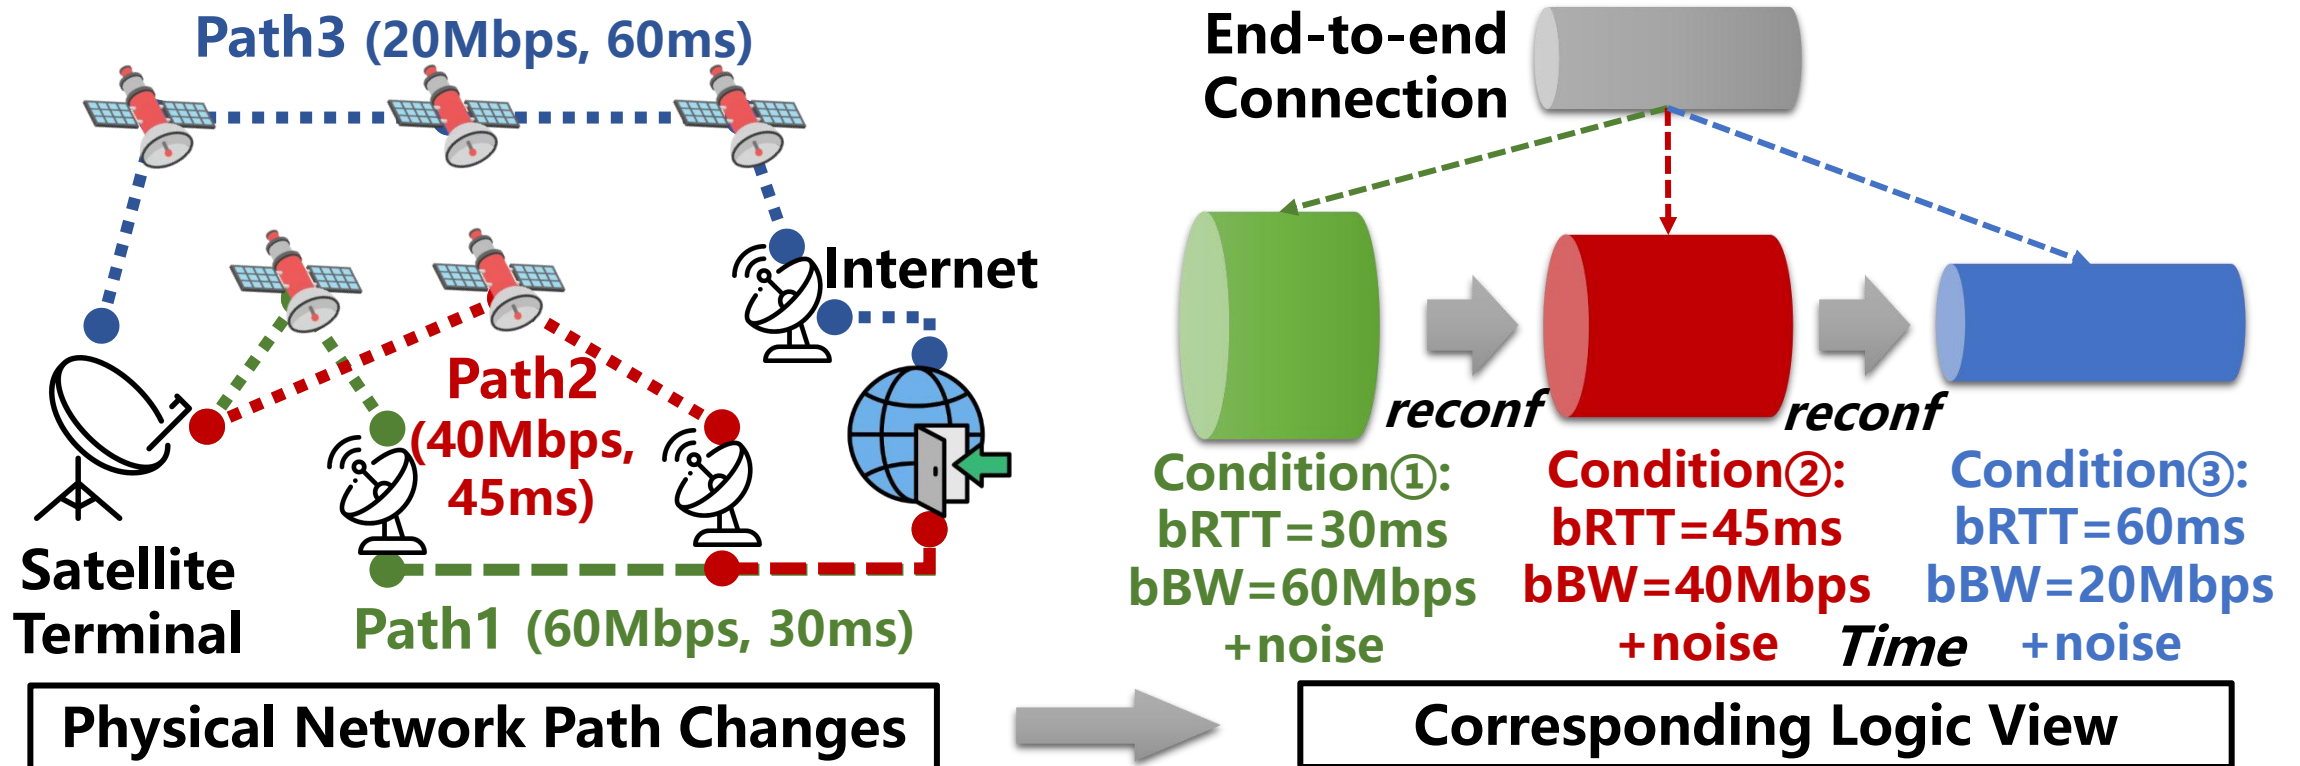 Path3 (20Mbps, 60ms)
Internet
Path2
(40Mbps,
45ms)
Satellite
Terminal
Path1 (60Mbps, 30ms)
Physical Network Path Changes
End-to-end
Connection
reconf
reconf
Condition①:
bRTT=30ms
bBW=60Mbps
+noise
Condition②:
bRTT=45ms
bBW=40Mbps
+noise
Condition③:
bRTT=60ms
bBW=20Mbps
+noise
Time
Corresponding Logic View